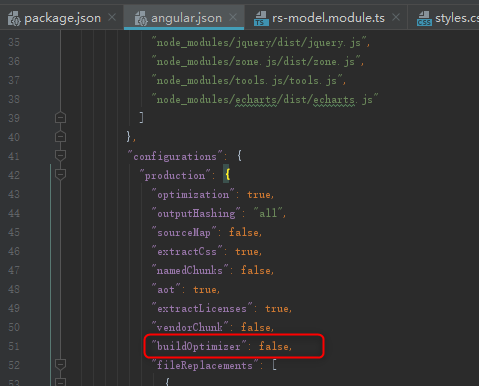 package.json × angular.json × rs-model.module.ts × styles.cs
35 "node_modules/jquery/dist/jquery.js",
36 "node_modules/zone.js/dist/zone.js",
37 "node_modules/tools.js/tools.js",
38 "node_modules/echarts/dist/echarts.js"
39 ]
40 },
41 "configurations": {
42 "production": {
43 "optimization": true,
44 "outputHashing": "all",
45 "sourceMap": false,
46 "extractCss": true,
47 "namedChunks": false,
48 "aot": true,
49 "extractLicenses": true,
50 "vendorChunk": false,
51 "buildOptimizer": false,
52 "fileReplacements": [
53 {